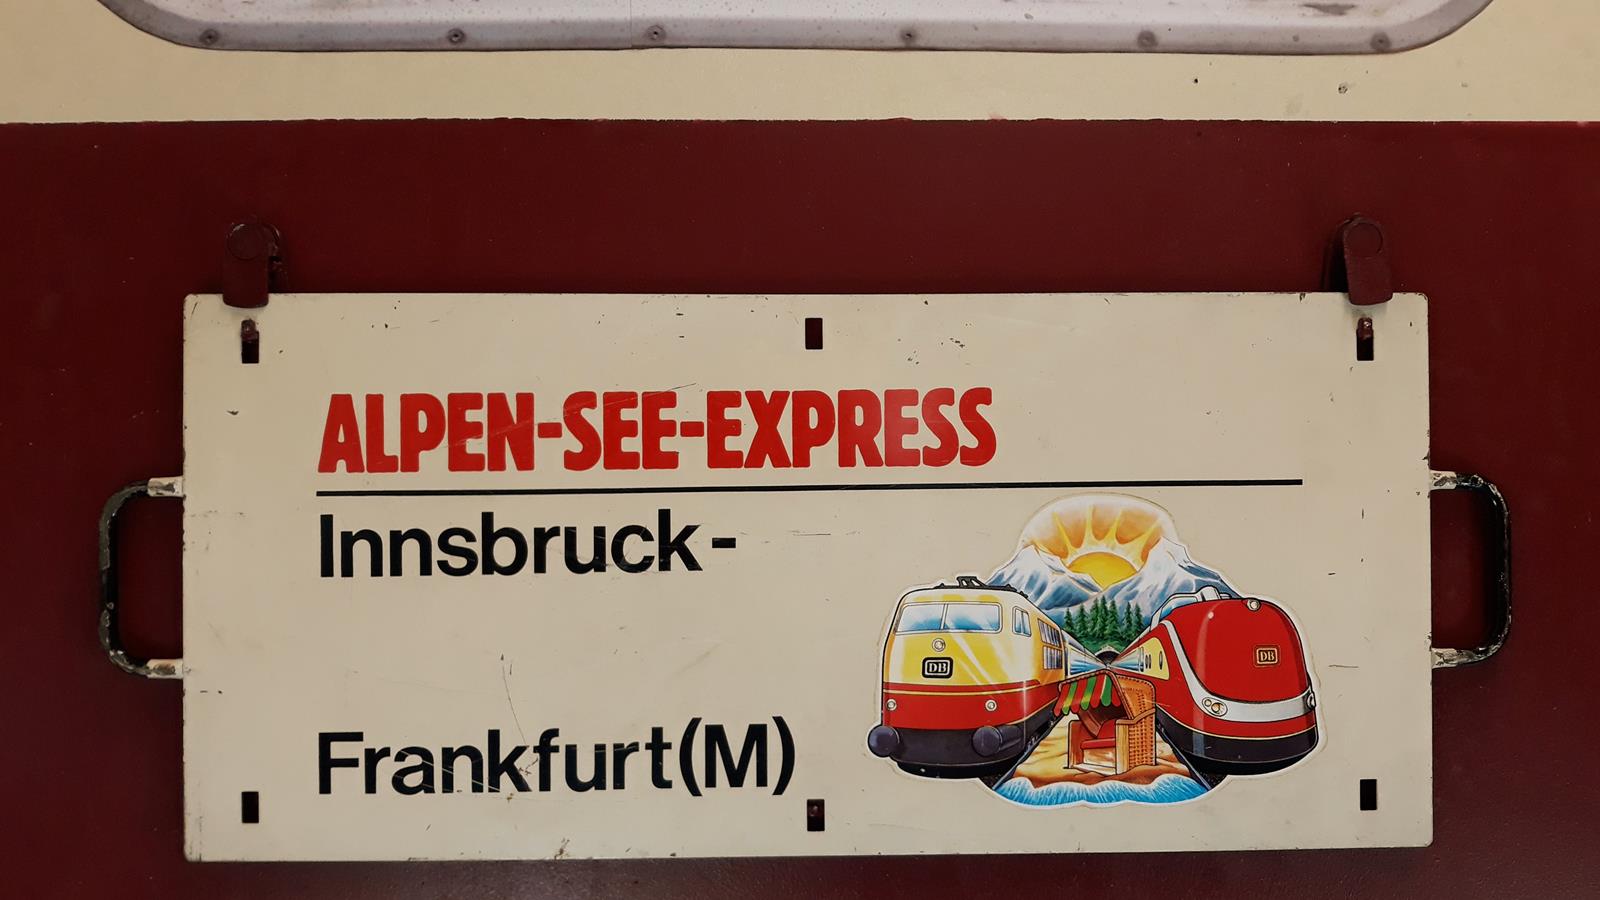 ALPEN-SEE-EXPRESS
Innsbruck-
Frankfurt(M)
DB
DB